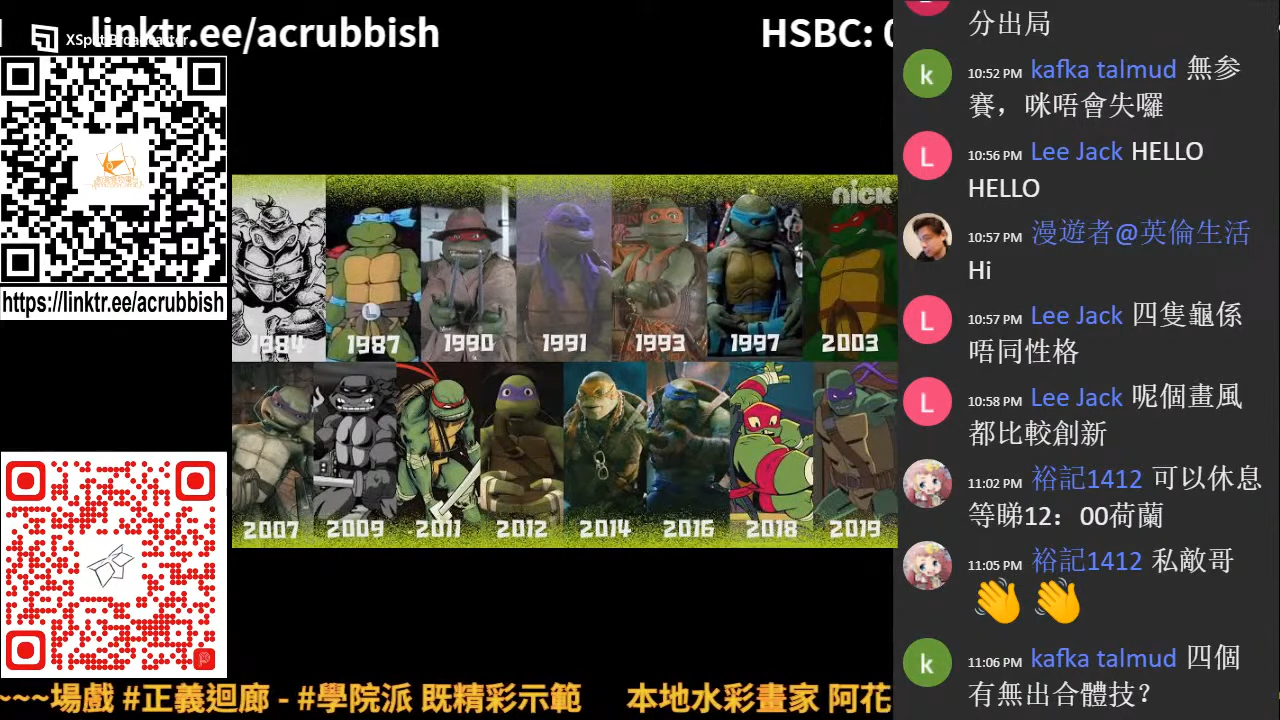 linktr.ee/acrubbish
HSBC: 0
XSplit Broadcaster
https://linktr.ee/acrubbish
nick
1984
1987
1990
1991
1993
1997
2003
2007
2009
2011
2012
2014
2016
2018
2019
分出局
k
10:52 PM kafka talmud 無参
賽，咪唔會失囉
L
10:56 PM Lee Jack HELLO
HELLO
10:57 PM 漫遊者@英倫生活
Hi
L
10:57 PM Lee Jack 四隻龜係
唔同性格
L
10:58 PM Lee Jack 呢個畫風
都比較創新
11:02 PM 裕記1412 可以休息
等睇12：00荷蘭
11:05 PM 裕記1412 私敵哥
👋 👋
k
11:06 PM kafka talmud 四個
有無出合體技?
~~~場戲 #正義迴廊 - #學院派 既精彩示範 本地水彩畫家 阿花